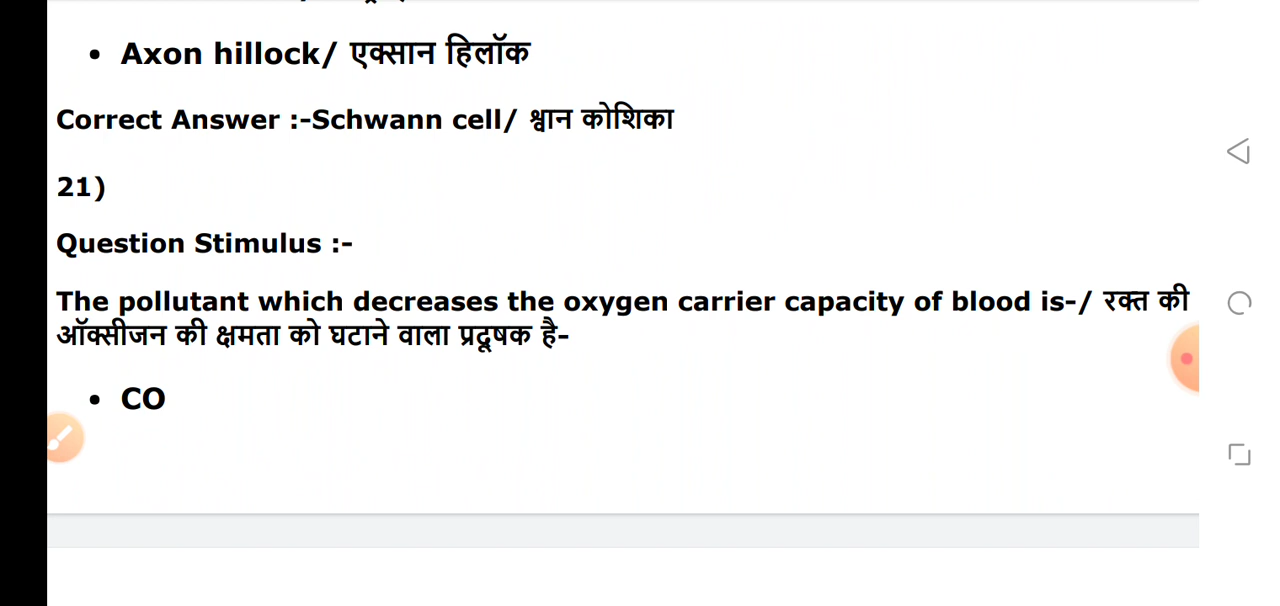 • Axon hillock/ एक्सान हिलॉक
Correct Answer :-Schwann cell/ श्वान कोशिका
21)
Question Stimulus :-
The pollutant which decreases the oxygen carrier capacity of blood is-/ रक्त की
ऑक्सीजन की क्षमता को घटाने वाला प्रदूषक है-
• CO